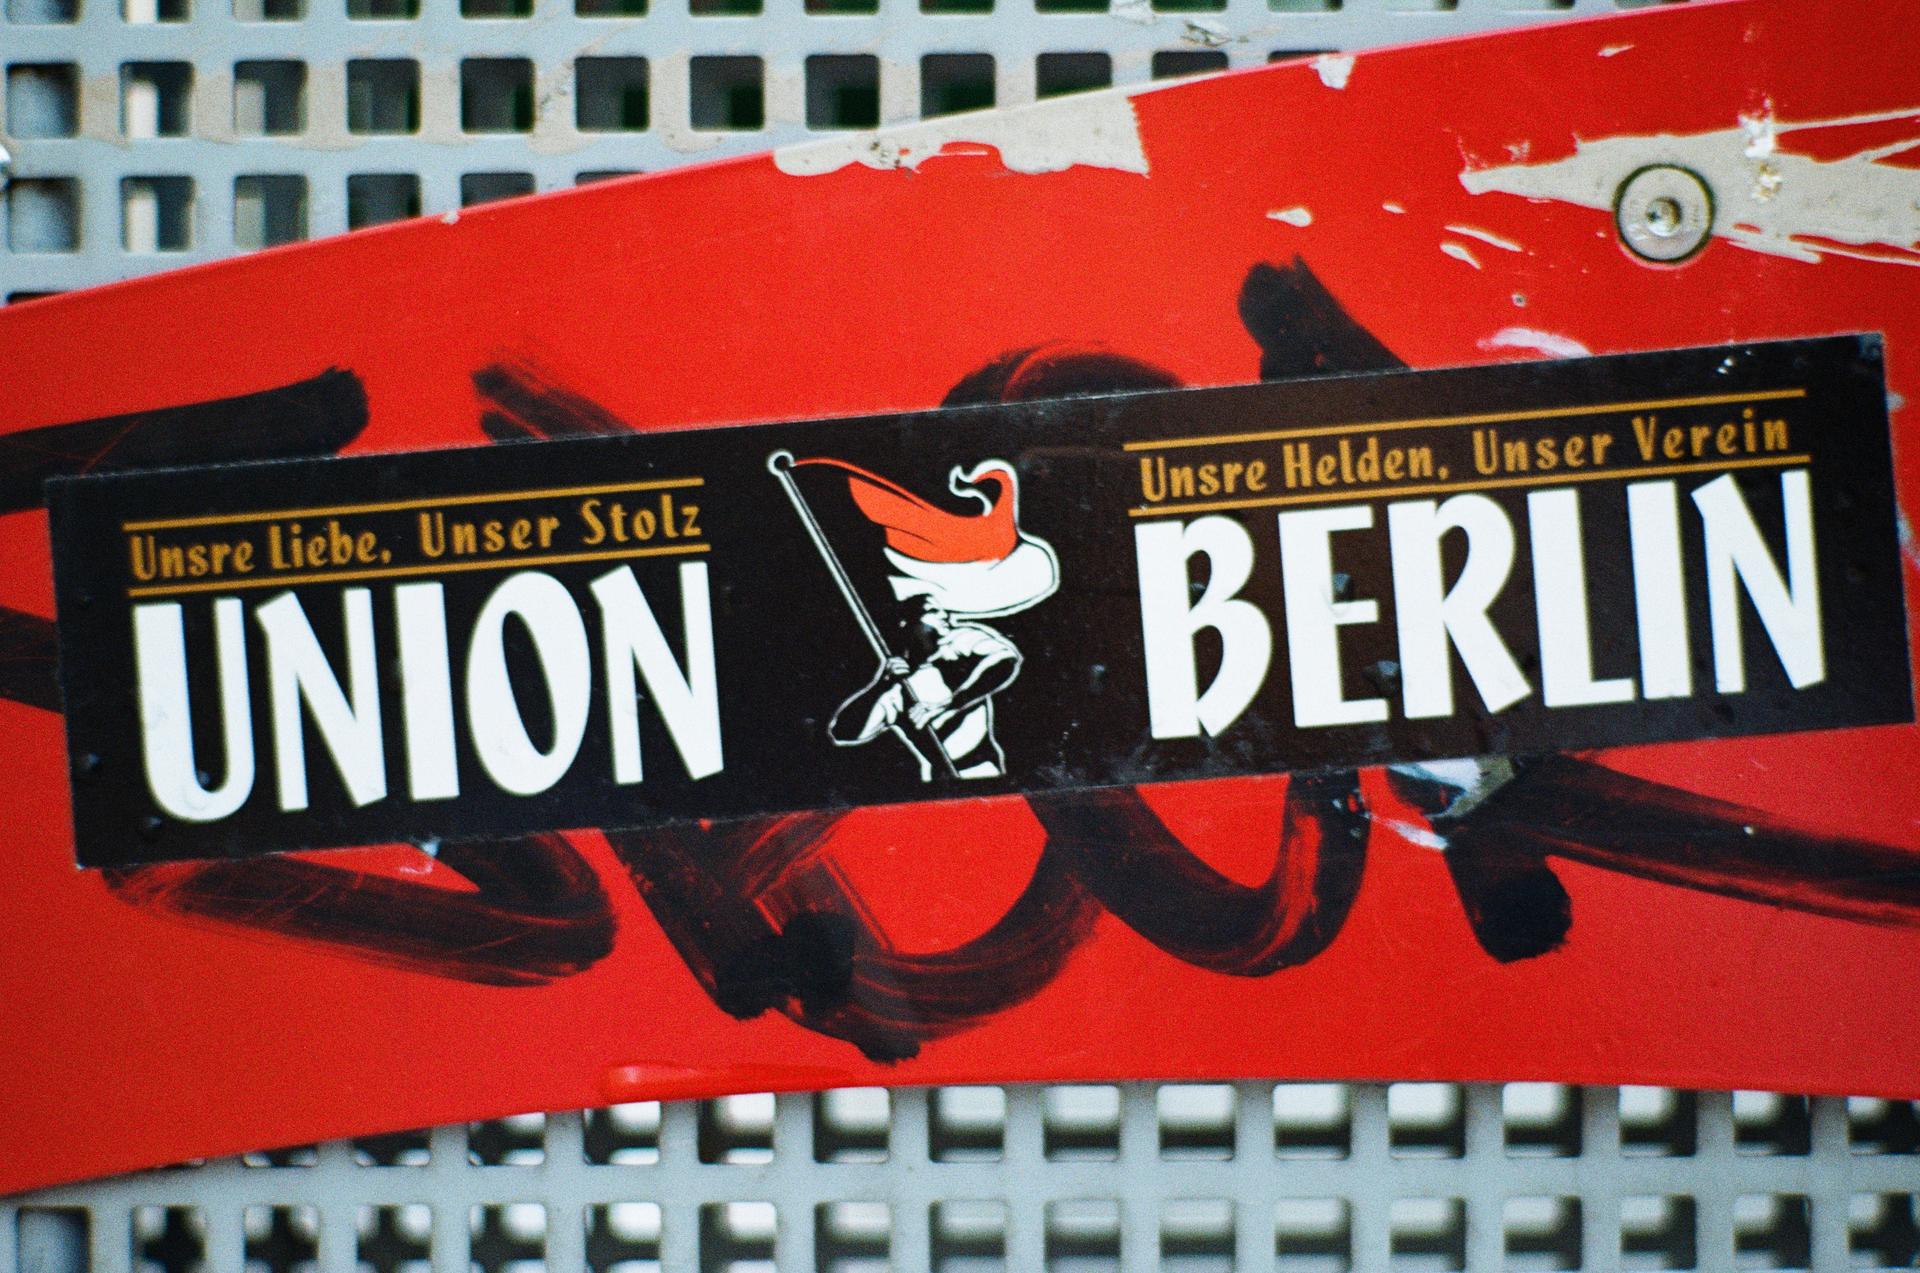 Unsre Liebe, Unser Stolz
UNION
Unsre Helden, Unser Verein
BERLIN